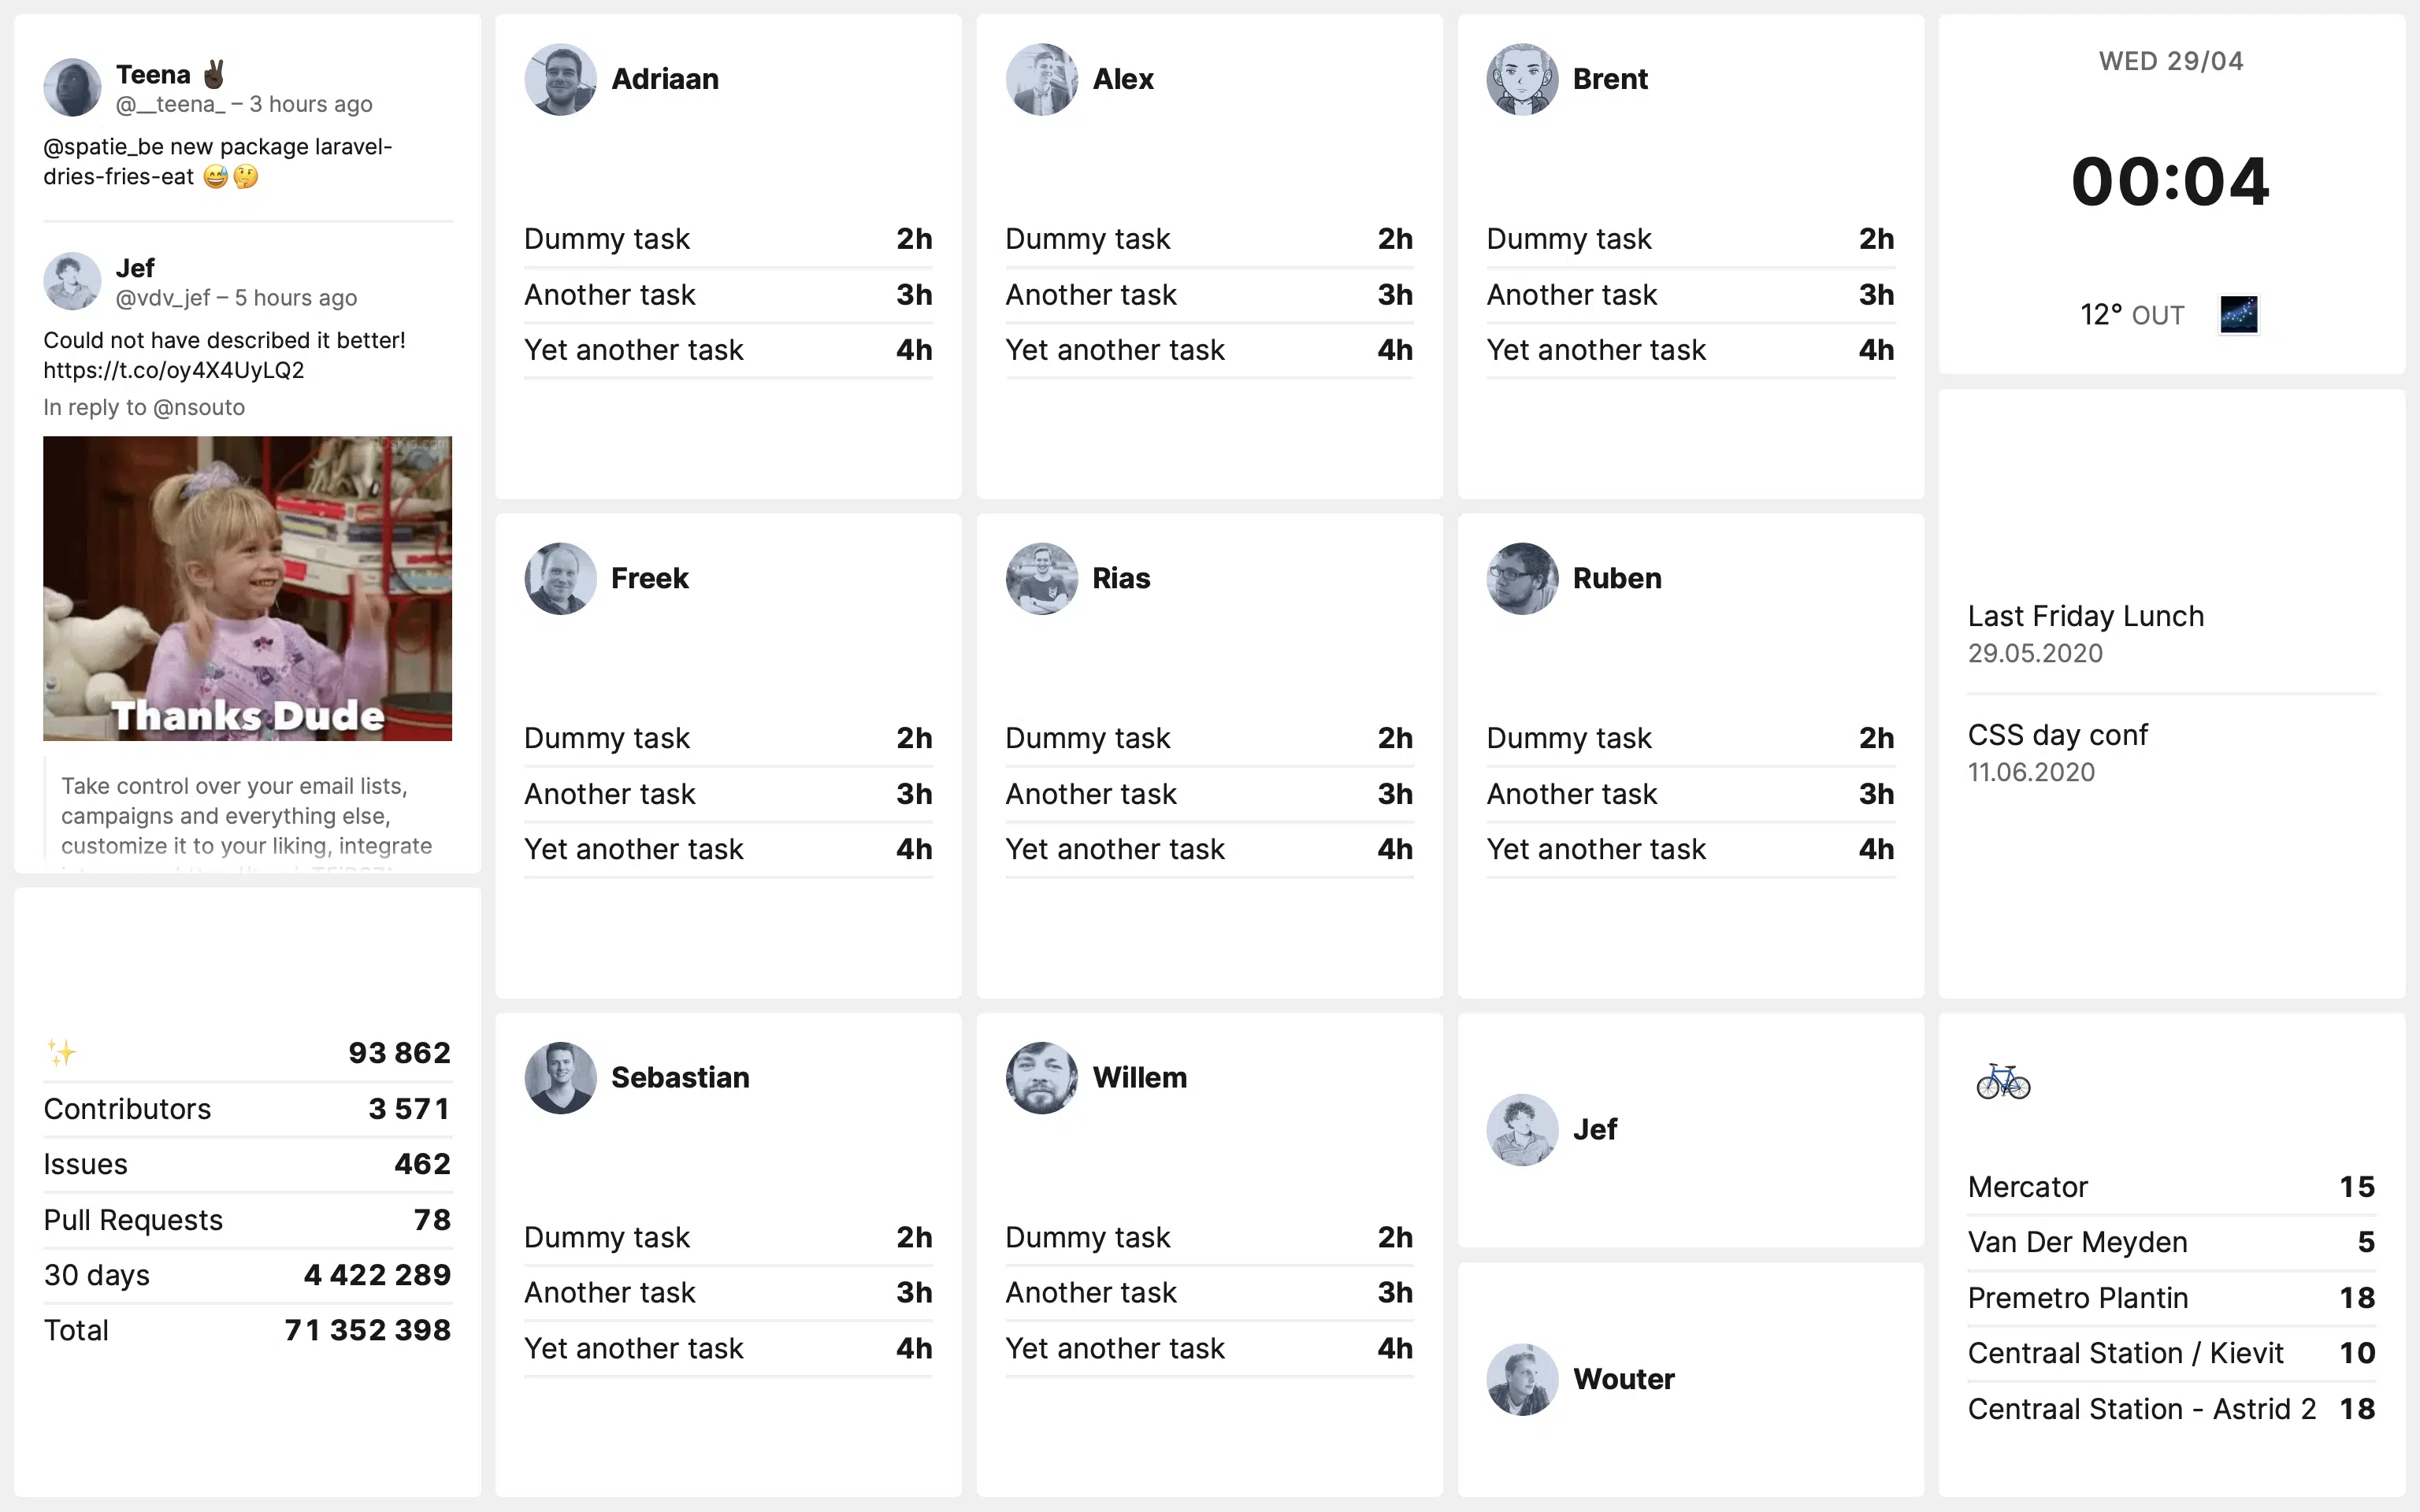 Teena ✌🏿
@__teena_ – 3 hours ago
@spatie_be new package laravel-
dries-fries-eat 😅🤔
Jef
@vdv_jef – 5 hours ago
Could not have described it better!
https://t.co/oy4X4UyLQ2
In reply to @nsouto
Thanks Dude
Take control over your email lists,
campaigns and everything else,
customize it to your liking, integrate
✨ 93 862
Contributors 3 571
Issues 462
Pull Requests 78
30 days 4 422 289
Total 71 352 398
Adriaan
Dummy task 2h
Another task 3h
Yet another task 4h
Alex
Dummy task 2h
Another task 3h
Yet another task 4h
Brent
Dummy task 2h
Another task 3h
Yet another task 4h
Freek
Dummy task 2h
Another task 3h
Yet another task 4h
Rias
Dummy task 2h
Another task 3h
Yet another task 4h
Ruben
Dummy task 2h
Another task 3h
Yet another task 4h
Sebastian
Dummy task 2h
Another task 3h
Yet another task 4h
Willem
Dummy task 2h
Another task 3h
Yet another task 4h
Jef
Wouter
WED 29/04
00:04
12° OUT
Last Friday Lunch
29.05.2020
CSS day conf
11.06.2020
🚲
Mercator 15
Van Der Meyden 5
Premetro Plantin 18
Centraal Station / Kievit 10
Centraal Station - Astrid 2 18